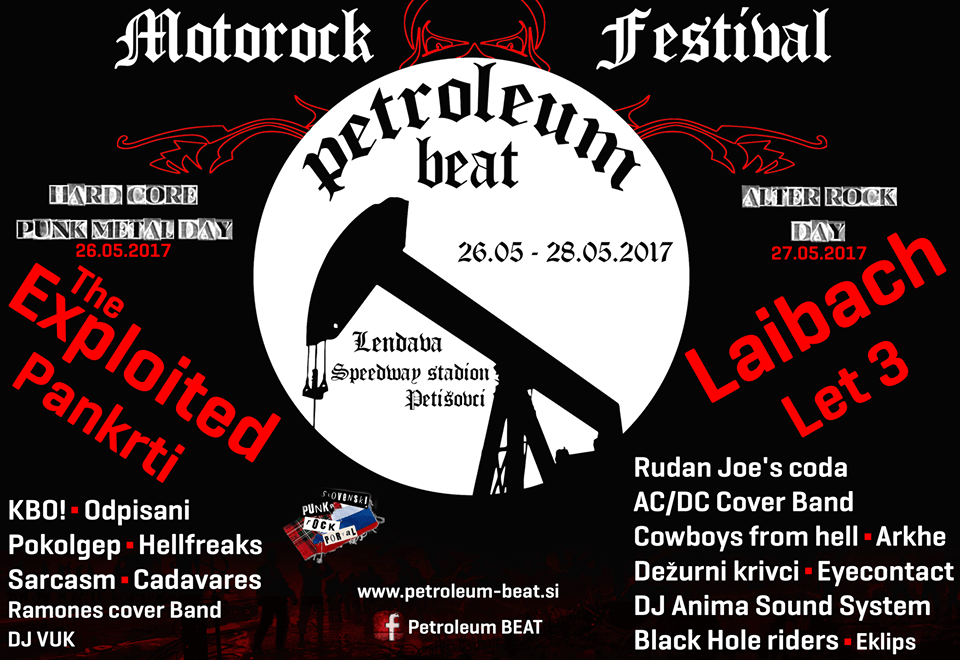 Motorock Festival
petroleum
beat
26.05 - 28.05.2017
Lendava
Speedway stadion
Petišovci
HARD CORE
PUNK METAL DAY
26.05.2017
The
Exploited
Pankrti
KBO! ▪ Odpisani
Pokolgep ▪ Hellfreaks
Sarcasm ▪ Cadavares
Ramones cover Band
DJ VUK
SLOVENSKI
PUNK
ROCK
PORTAL
www.petroleum-beat.si
f Petroleum BEAT
ALTER ROCK
DAY
27.05.2017
Laibach
Let 3
Rudan Joe's coda
AC/DC Cover Band
Cowboys from hell ▪ Arkhe
Dežurni krivci ▪ Eyecontact
DJ Anima Sound System
Black Hole riders ▪ Eklips